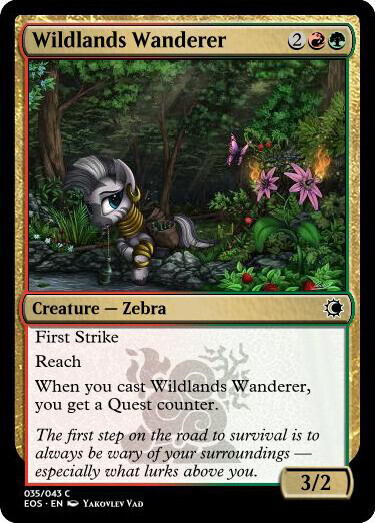 Wildlands Wanderer 2
Creature — Zebra
First Strike
Reach
When you cast Wildlands Wanderer,
you get a Quest counter.
The first step on the road to survival is to
always be wary of your surroundings —
especially what lurks above you.
3/2
035/043 C
EOS • EN Yakovlev Vad